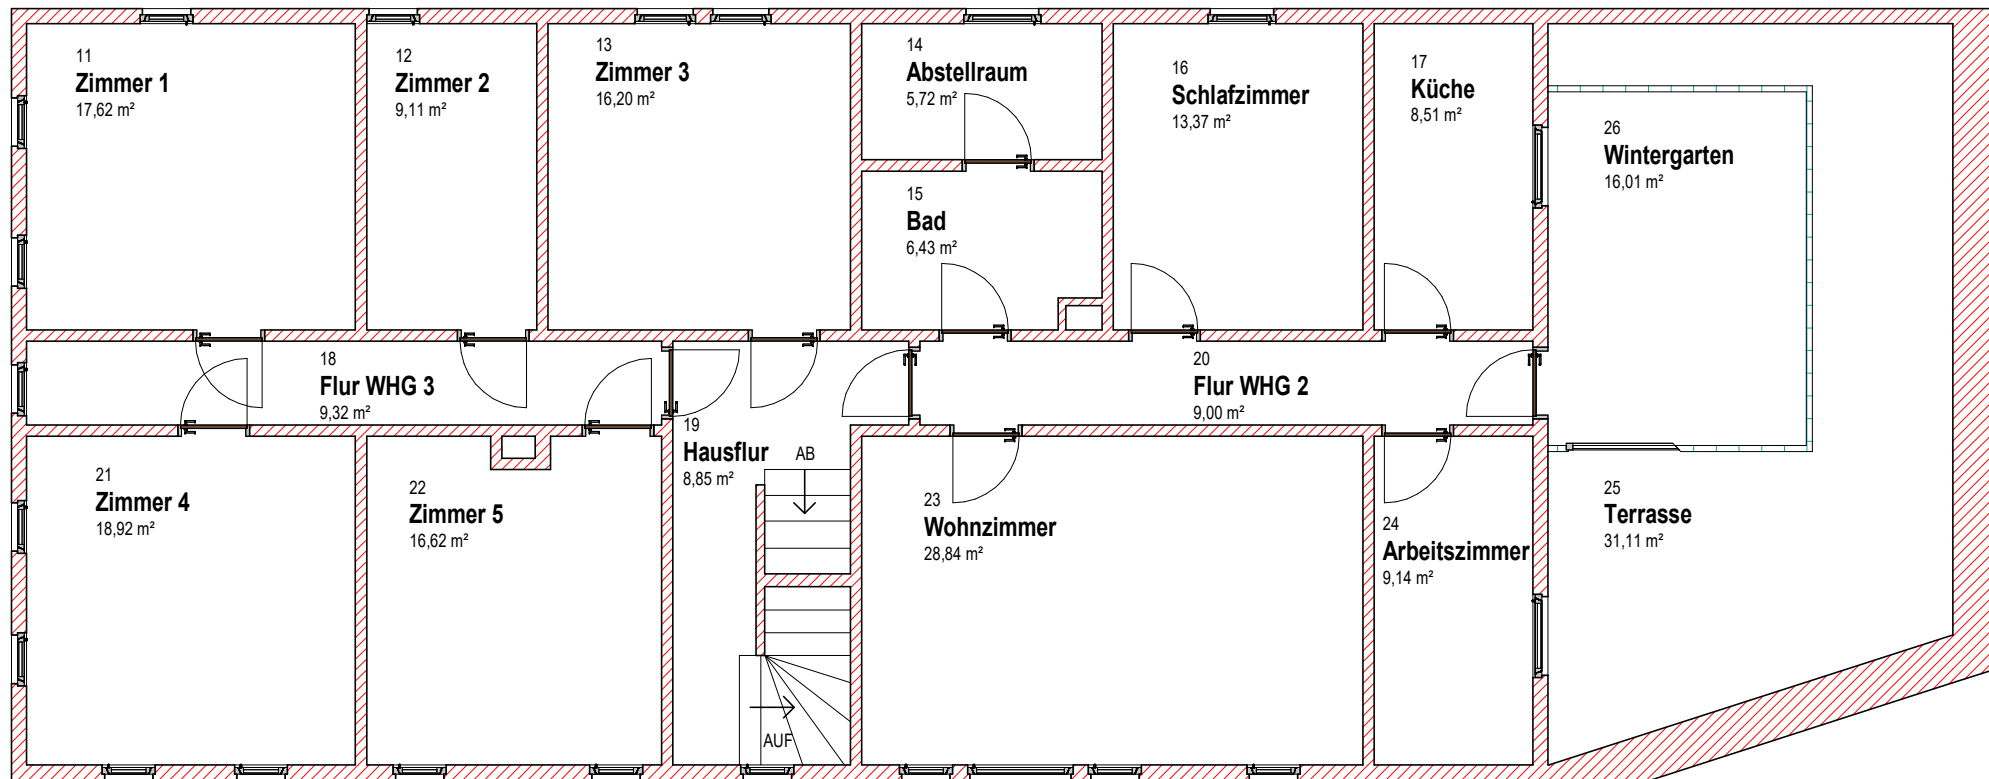 11
Zimmer 1
17,62 m²
12
Zimmer 2
9,11 m²
13
Zimmer 3
16,20 m²
14
Abstellraum
5,72 m²
15
Bad
6,43 m²
16
Schlafzimmer
13,37 m²
17
Küche
8,51 m²
26
Wintergarten
16,01 m²
18
Flur WHG 3
9,32 m²
19
Hausflur
8,85 m²
20
Flur WHG 2
9,00 m²
21
Zimmer 4
18,92 m²
22
Zimmer 5
16,62 m²
AB
AUF
23
Wohnzimmer
28,84 m²
24
Arbeitszimmer
9,14 m²
25
Terrasse
31,11 m²